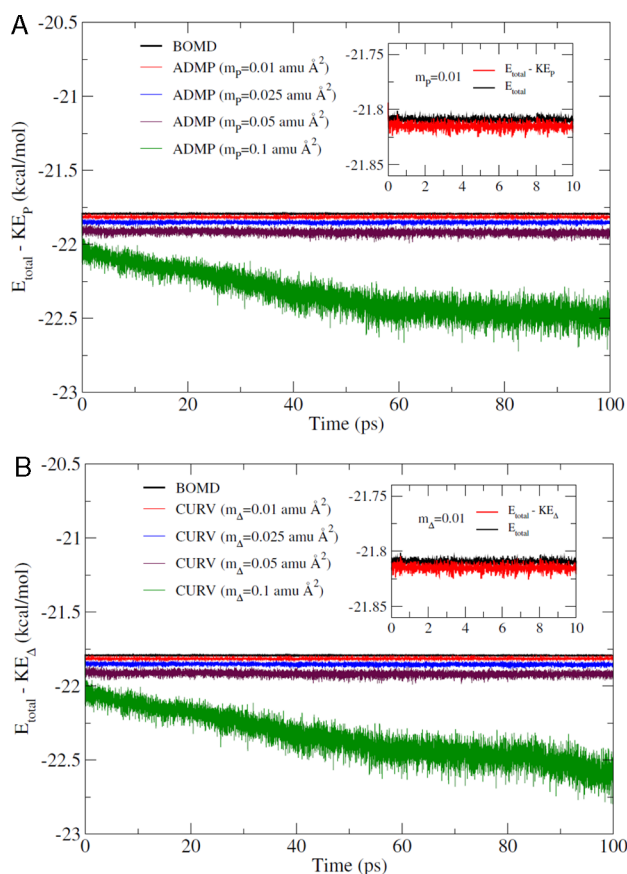 A
-20.5
-21
-21.5
-22
-22.5
-23
E_total - KE_P (kcal/mol)
BOMD
ADMP (m_P=0.01 amu Å^2)
ADMP (m_P=0.025 amu Å^2)
ADMP (m_P=0.05 amu Å^2)
ADMP (m_P=0.1 amu Å^2)
-21.75
-21.8
-21.85
m_P=0.01
E_total - KE_P
E_total
0 2 4 6 8 10
0 20 40 60 80 100
Time (ps)
B
-20.5
-21
-21.5
-22
-22.5
-23
E_total - KE_Δ (kcal/mol)
BOMD
CURV (m_Δ=0.01 amu Å^2)
CURV (m_Δ=0.025 amu Å^2)
CURV (m_Δ=0.05 amu Å^2)
CURV (m_Δ=0.1 amu Å^2)
-21.75
-21.8
-21.85
m_Δ=0.01
E_total - KE_Δ
E_total
0 2 4 6 8 10
0 20 40 60 80 100
Time (ps)